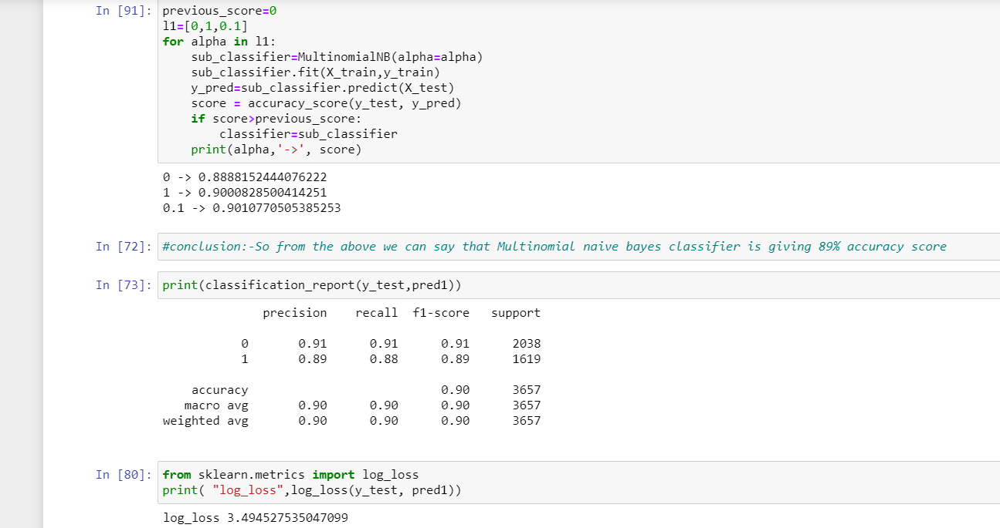 In [91]: previous_score=0
l1=[0,1,0.1]
for alpha in l1:
    sub_classifier=MultinomialNB(alpha=alpha)
    sub_classifier.fit(X_train,y_train)
    y_pred=sub_classifier.predict(X_test)
    score = accuracy_score(y_test, y_pred)
    if score>previous_score:
        classifier=sub_classifier
    print(alpha,'->', score)
0 -> 0.8888152444076222
1 -> 0.9000828500414251
0.1 -> 0.9010770505385253
In [72]: #conclusion:-So from the above we can say that Multinomial naive bayes classifier is giving 89% accuracy score
In [73]: print(classification_report(y_test,pred1))
precision recall f1-score support
0 0.91 0.91 0.91 2038
1 0.89 0.88 0.89 1619
accuracy 0.90 3657
macro avg 0.90 0.90 0.90 3657
weighted avg 0.90 0.90 0.90 3657
In [80]: from sklearn.metrics import log_loss
print( "log_loss",log_loss(y_test, pred1))
log_loss 3.494527535047099